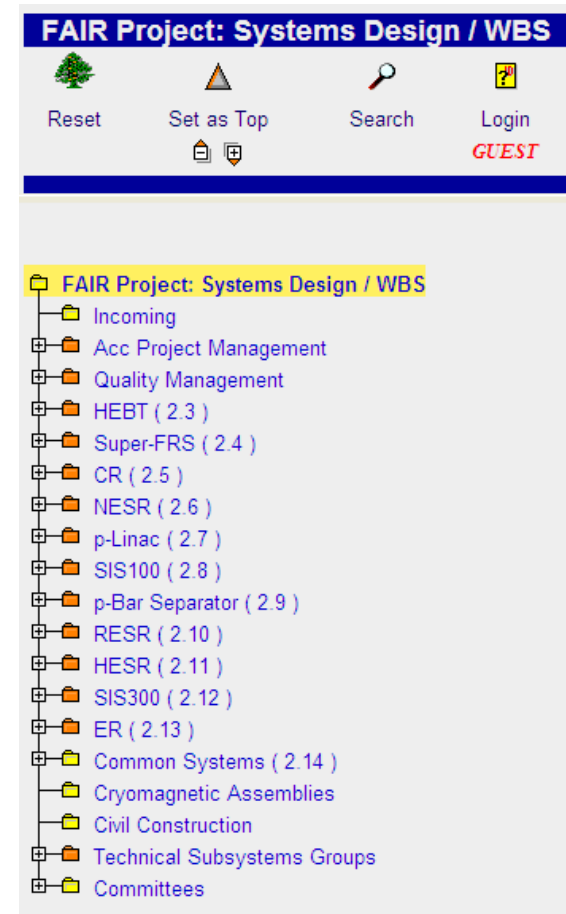 FAIR Project: Systems Design / WBS
Reset Set as Top Search Login
GUEST
FAIR Project: Systems Design / WBS
Incoming
Acc Project Management
Quality Management
HEBT ( 2.3 )
Super-FRS ( 2.4 )
CR ( 2.5 )
NESR ( 2.6 )
p-Linac ( 2.7 )
SIS100 ( 2.8 )
p-Bar Separator ( 2.9 )
RESR ( 2.10 )
HESR ( 2.11 )
SIS300 ( 2.12 )
ER ( 2.13 )
Common Systems ( 2.14 )
Cryomagnetic Assemblies
Civil Construction
Technical Subsystems Groups
Committees